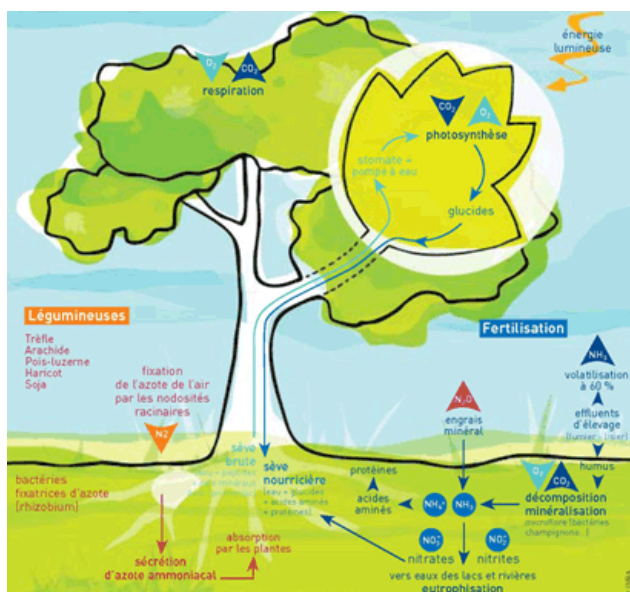 énergie
lumineuse
O₂
CO₂
respiration
CO₂
O₂
photosynthèse
stomate =
pompe à eau
glucides
Légumineuses
Trèfle
Arachide
Pois-luzerne
Haricot
Soja
fixation
de l'azote de l'air
par les nodosités
racinaires
N2
bactéries
fixatrices d'azote
(rhizobium)
sécrétion
d'azote ammoniacal
absorption
par les plantes
sève
brute
sève
nourricière
(eau + glucides
+ acides aminés
+ protéines)
Fertilisation
NH₃
volatilisation
à 60 %
effluents
d'élevage
(fumier - lisier)
humus
N₂O
engrais
minéral
O₂
CO₂
décomposition
minéralisation
microflore (bactéries
champignons...)
protéines
acides
aminés
NH₄⁺
NH₃
NO₃⁻
nitrates
NO₂⁻
nitrites
vers eaux des lacs et rivières
eutrophisation